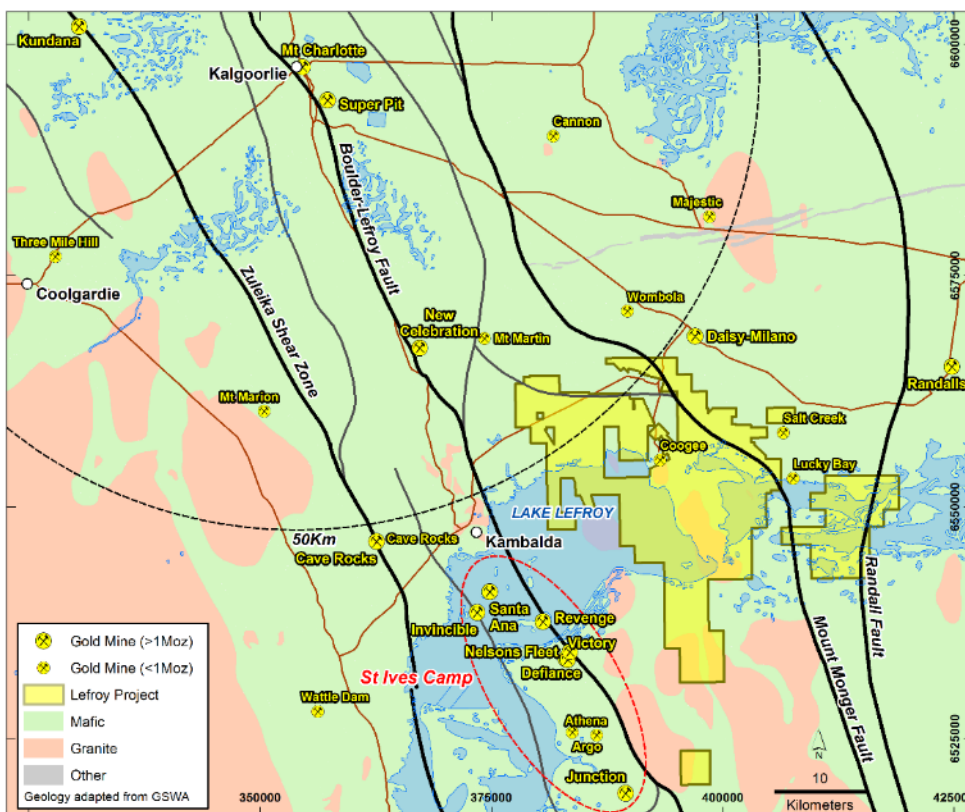 Kundana
Mt Charlotte
Kalgoorlie
Super Pit
Cannon
6600000
Boulder-Lefroy Fault
Majestic
Three Mile Hill
Coolgardie
Zuleika Shear Zone
6575000
Wombola
New
Celebration
Mt Martin
Daisy-Milano
Randalls
Mt Marion
Salt Creek
Coogee
Lucky Bay
LAKE LEFROY
6550000
50Km
Cave Rocks
Cave Rocks
Kambalda
Randall Fault
Mount Monger Fault
Santa
Ana
Invincible
Revenge
Victory
Nelsons Fleet
Defiance
St Ives Camp
Wattle Dam
Athena
Argo
Junction
6525000
Gold Mine (>1Moz)
Gold Mine (<1Moz)
Lefroy Project
Mafic
Granite
Other
Geology adapted from GSWA
N
10
Kilometers
350000
375000
400000
425000